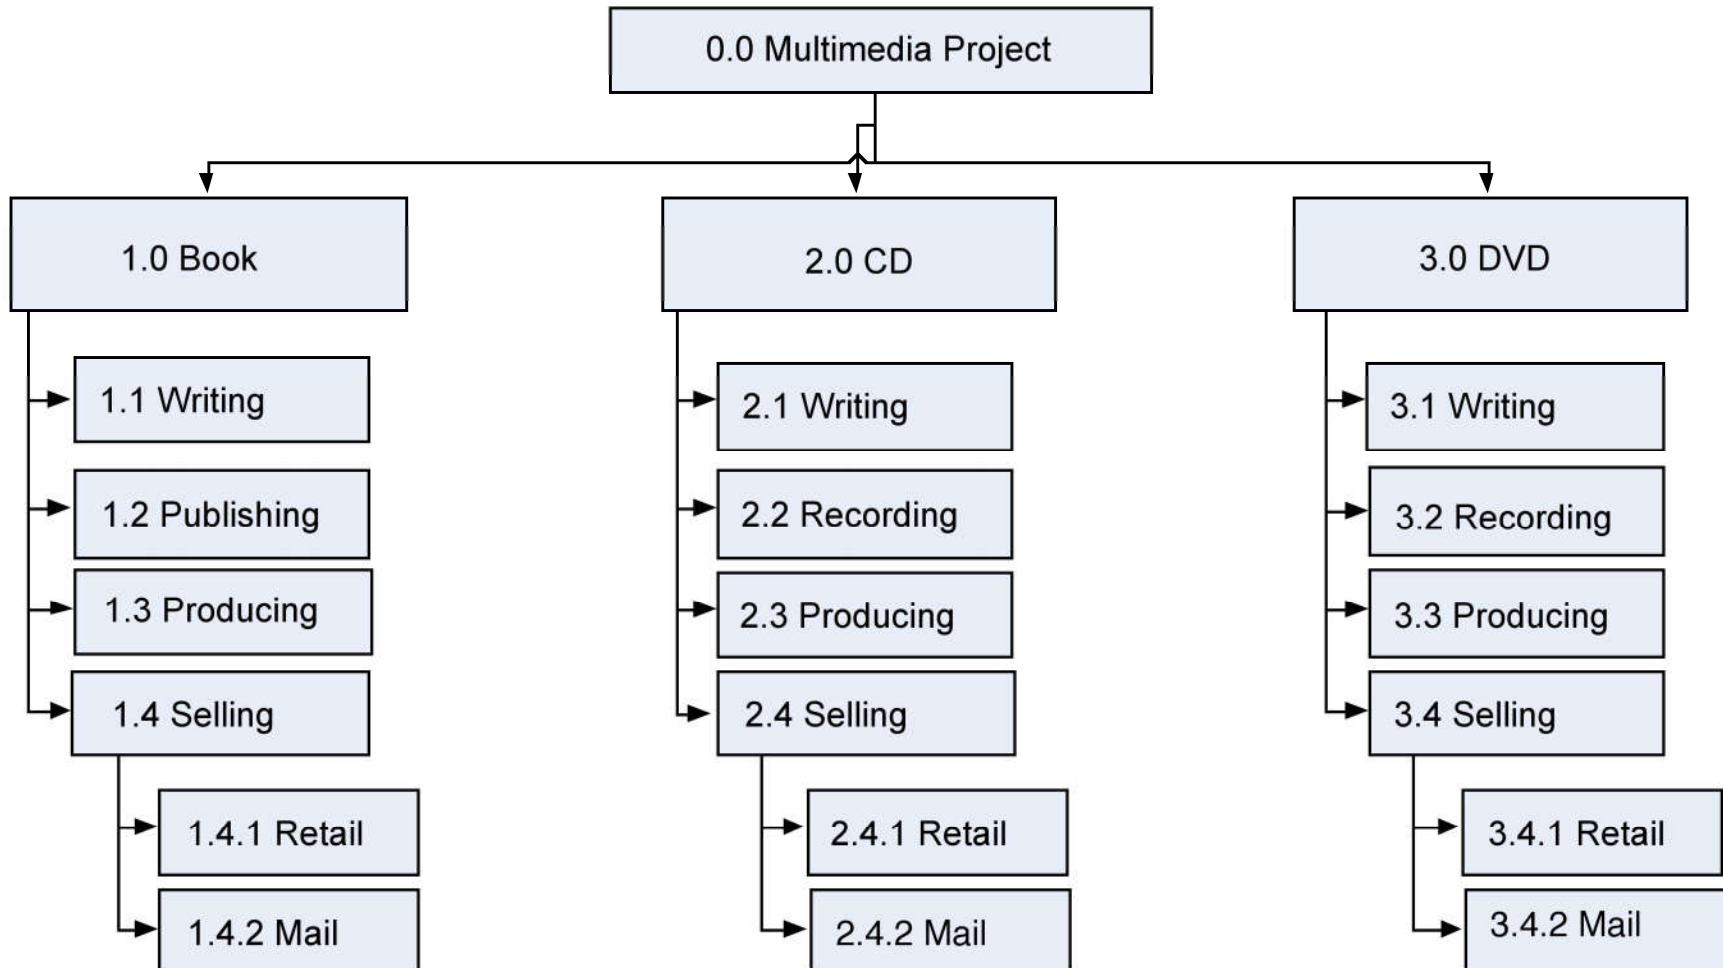 0.0 Multimedia Project
1.0 Book
2.0 CD
3.0 DVD
1.1 Writing
1.2 Publishing
1.3 Producing
1.4 Selling
1.4.1 Retail
1.4.2 Mail
2.1 Writing
2.2 Recording
2.3 Producing
2.4 Selling
2.4.1 Retail
2.4.2 Mail
3.1 Writing
3.2 Recording
3.3 Producing
3.4 Selling
3.4.1 Retail
3.4.2 Mail